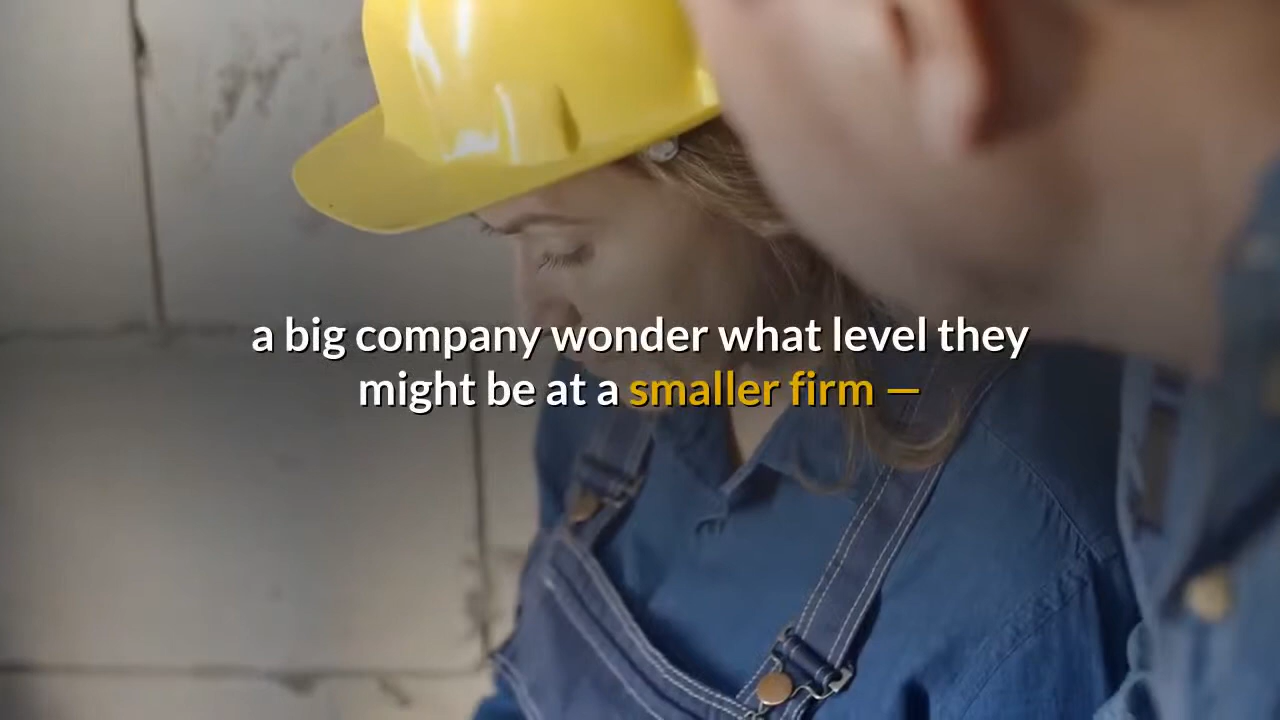 a big company wonder what level they
might be at a smaller firm —